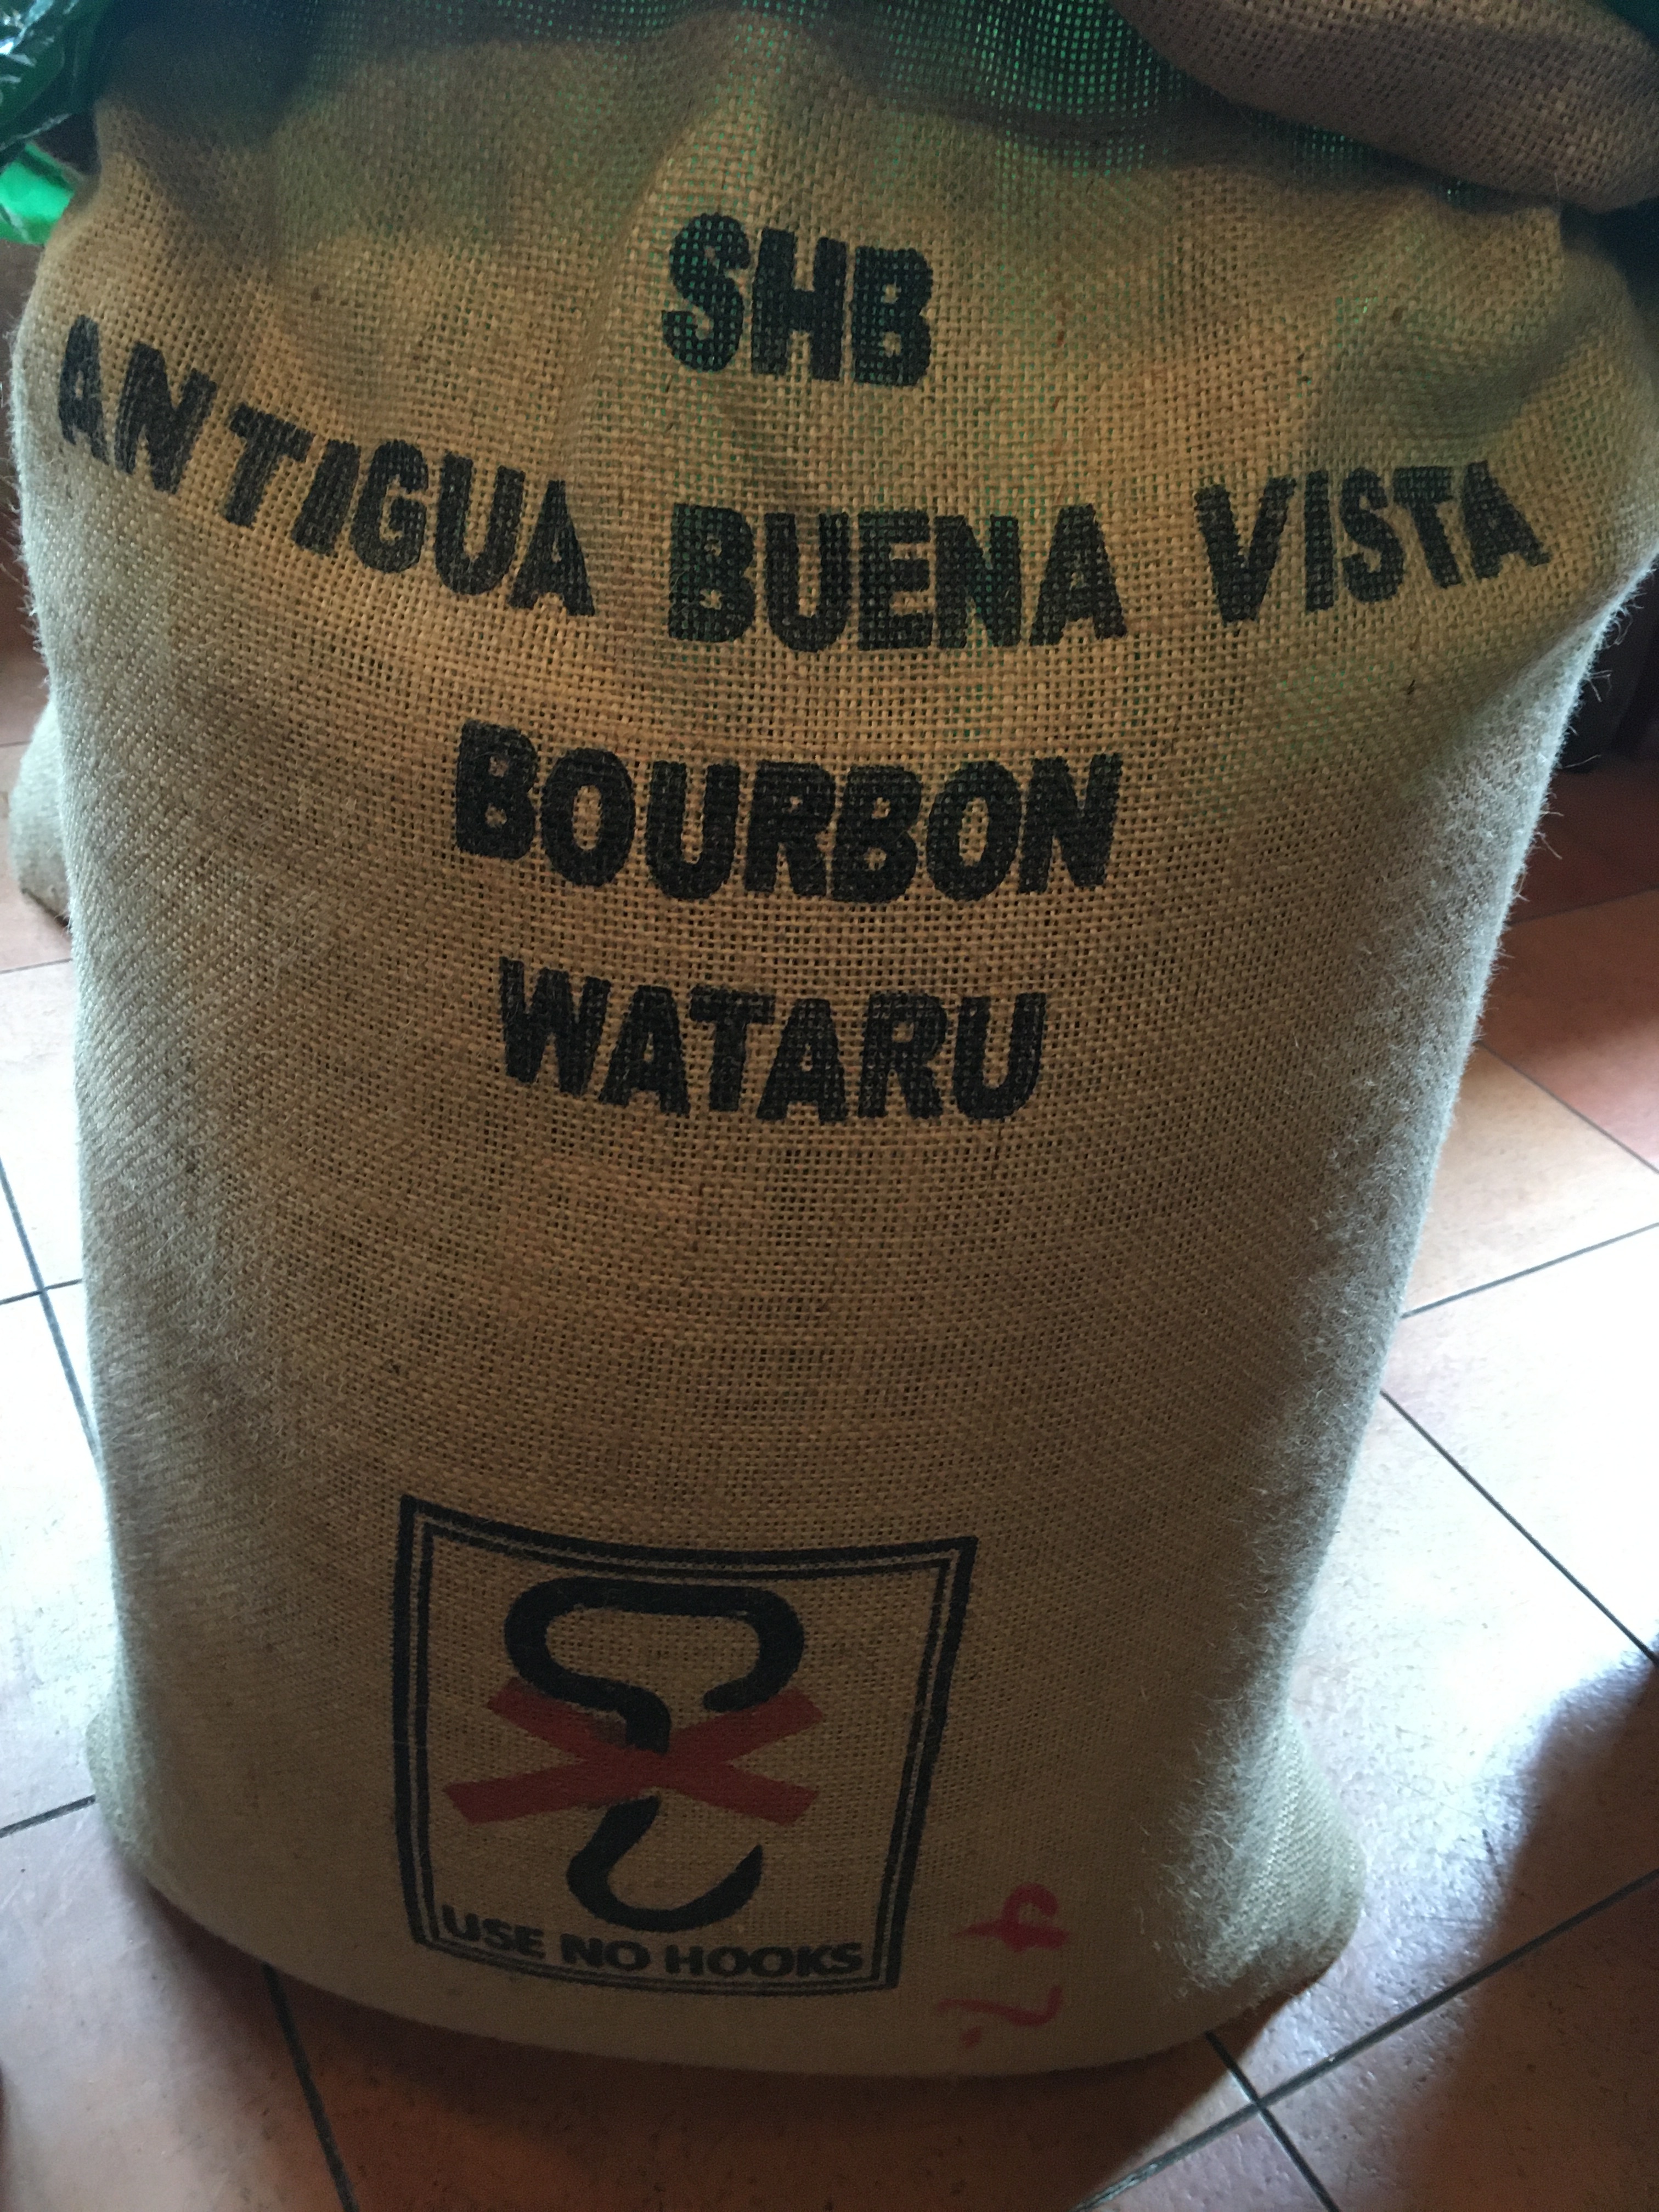 SHB
ANTIGUA BUENA VISTA
BOURBON
WATARU
USE NO HOOKS